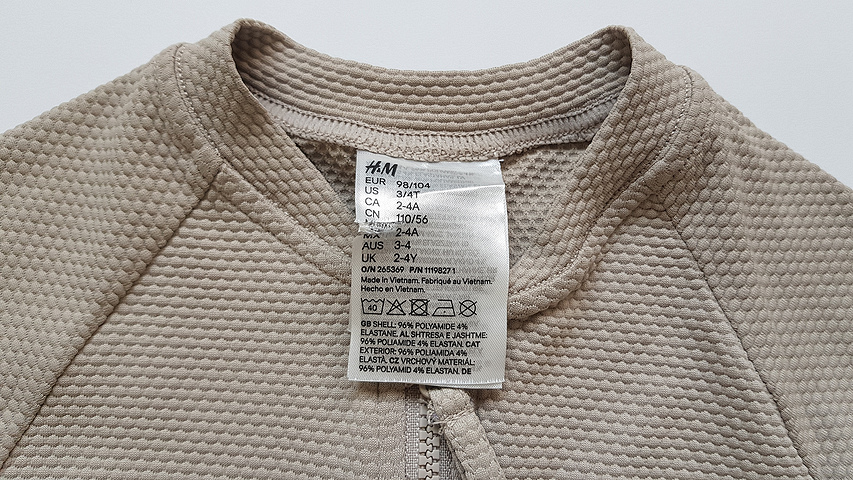 H&M
EUR 98/104
US 3/4T
CA 2-4A
CN 110/56
MX 2-4A
AUS 3-4
UK 2-4Y
O/N 265369 P/N 1119827 1
Made in Vietnam. Fabriqué au Vietnam.
Hecho en Vietnam.
40
GB SHELL: 96% POLYAMIDE 4%
ELASTANE. AL SHTRESA E JASHTME:
96% POLIAMIDE 4% ELASTAN. CAT
EXTERIOR: 96% POLIAMIDA 4%
ELASTÀ. CZ VRCHOVÝ MATERIÁL:
96% POLYAMID 4% ELASTAN. DE